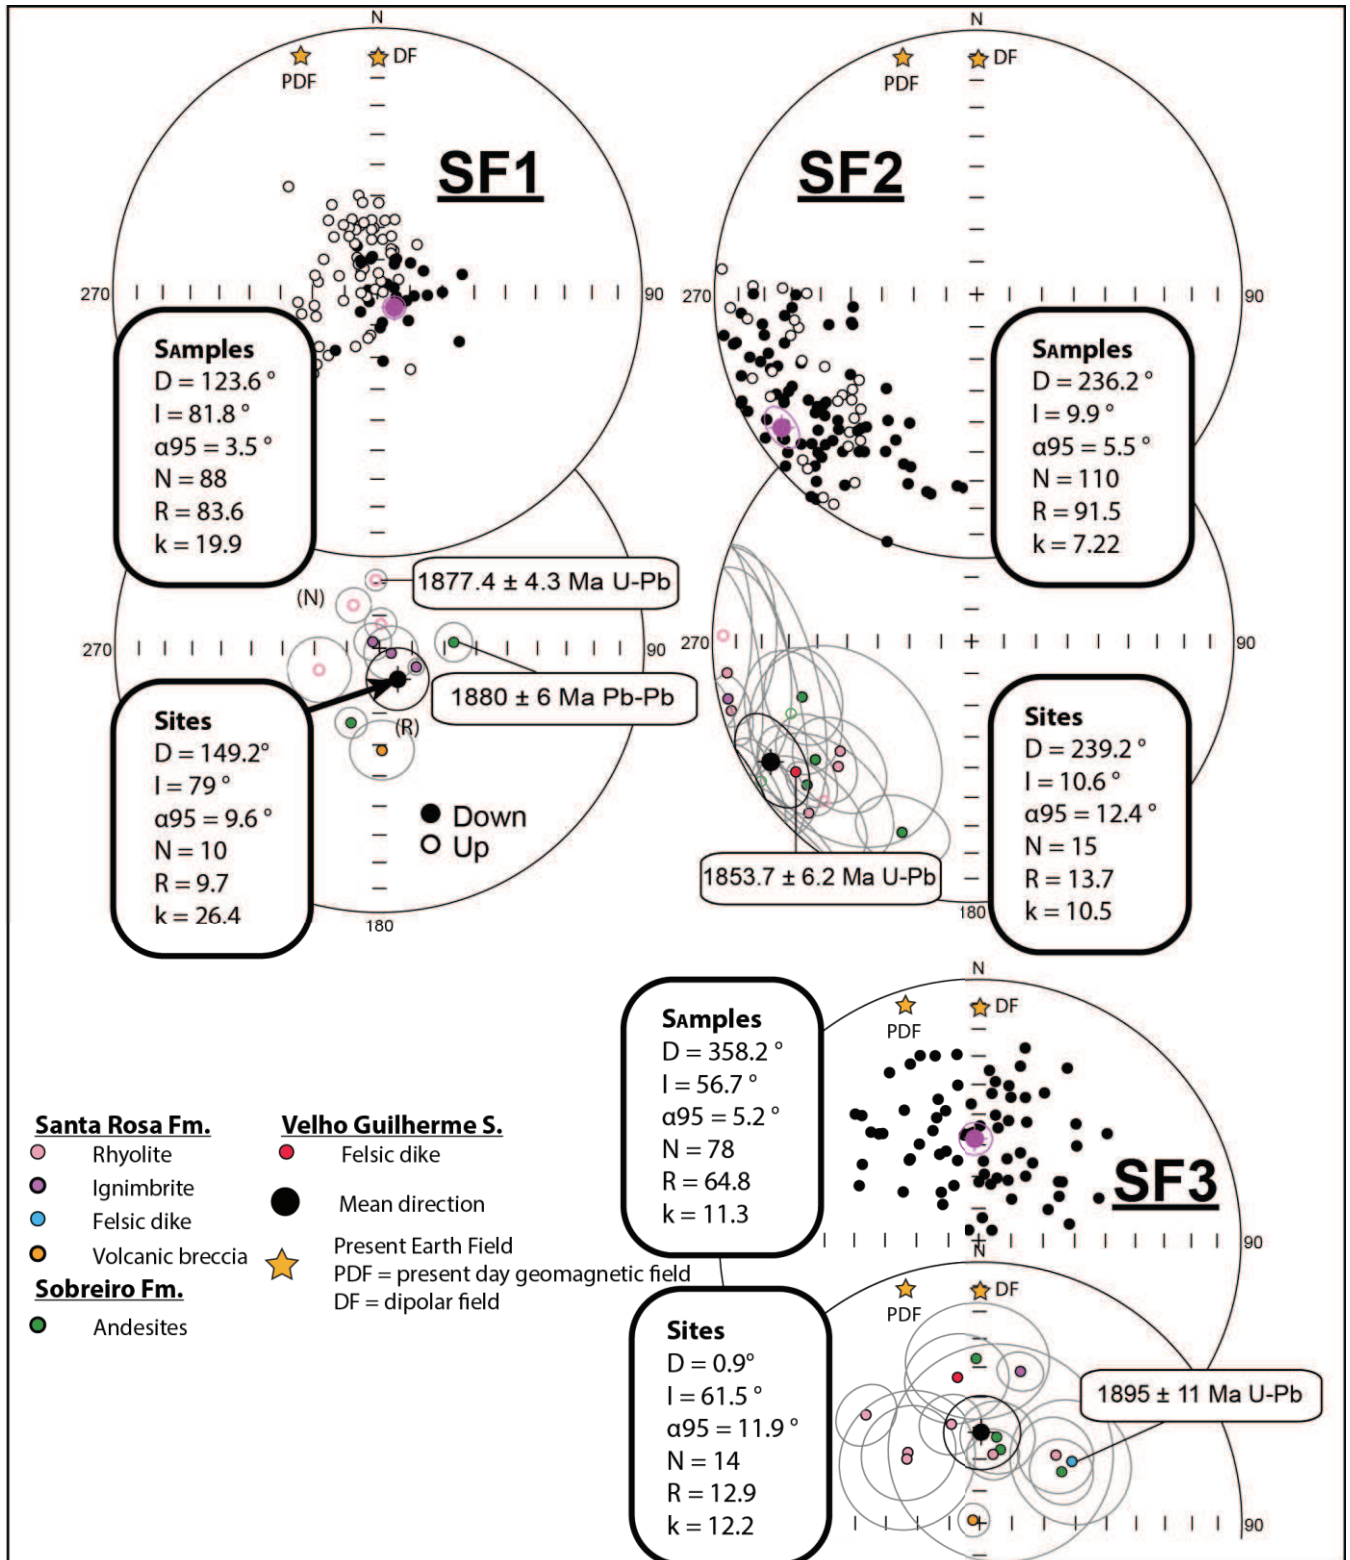 N
DF
PDF
SF1
270
90
SAmples
D = 123.6 °
I = 81.8 °
α95 = 3.5 °
N = 88
R = 83.6
k = 19.9
N
DF
PDF
SF2
270
90
SAmples
D = 236.2 °
I = 9.9 °
α95 = 5.5 °
N = 110
R = 91.5
k = 7.22
1877.4 ± 4.3 Ma U-Pb
(N)
270
90
1880 ± 6 Ma Pb-Pb
(R)
Sites
D = 149.2°
I = 79 °
α95 = 9.6 °
N = 10
R = 9.7
k = 26.4
Down
Up
180
270
90
1853.7 ± 6.2 Ma U-Pb
180
Sites
D = 239.2°
I = 10.6 °
α95 = 12.4 °
N = 15
R = 13.7
k = 10.5
N
DF
PDF
SF3
90
SAmples
D = 358.2 °
I = 56.7 °
α95 = 5.2 °
N = 78
R = 64.8
k = 11.3
N
DF
PDF
90
1895 ± 11 Ma U-Pb
Sites
D = 0.9°
I = 61.5 °
α95 = 11.9 °
N = 14
R = 12.9
k = 12.2
Santa Rosa Fm.
Rhyolite
Ignimbrite
Felsic dike
Volcanic breccia
Sobreiro Fm.
Andesites
Velho Guilherme S.
Felsic dike
Mean direction
Present Earth Field
PDF = present day geomagnetic field
DF = dipolar field